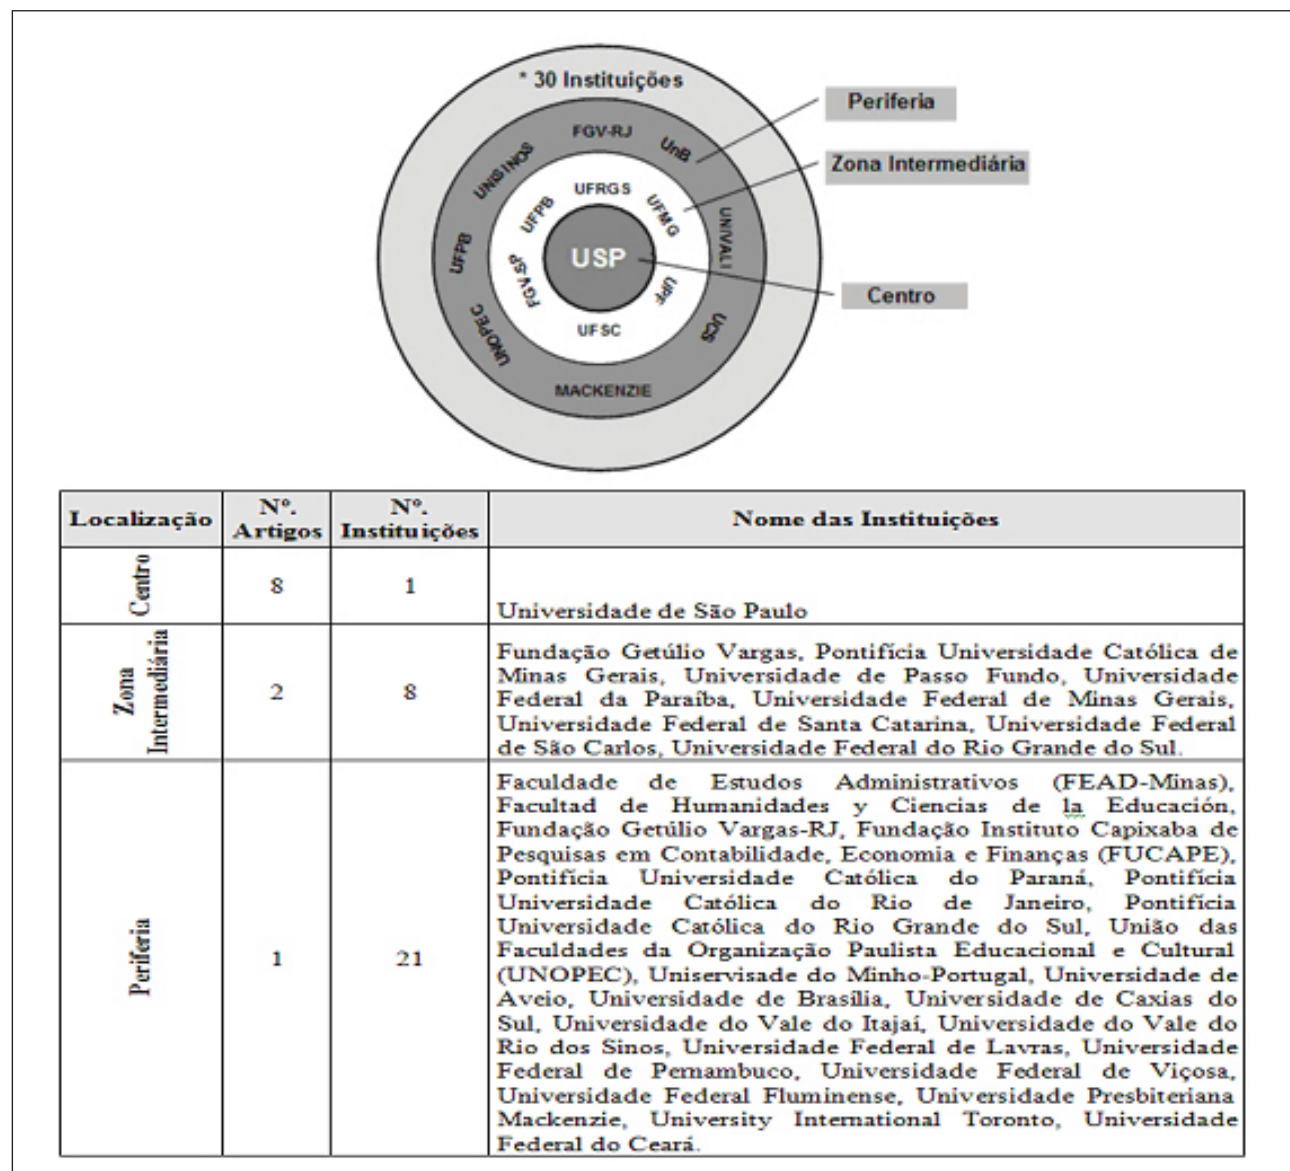 * 30 Instituições
Periferia
FGV-RJ
UnB
UNISINOS
Zona Intermediária
UFRGS
UFPB
UFMG
UNIVALI
UFPB
USP
FGV-SP
UPF
Centro
UNOPEC
UFSC
UCS
MACKENZIE
Localização
Nº.
Artigos
Nº.
Instituições
Nome das Instituições
Centro
8
1
Universidade de São Paulo
Zona
Intermediária
2
8
Fundação Getúlio Vargas, Pontifícia Universidade Católica de
Minas Gerais, Universidade de Passo Fundo, Universidade
Federal da Paraíba, Universidade Federal de Minas Gerais,
Universidade Federal de Santa Catarina, Universidade Federal
de São Carlos, Universidade Federal do Rio Grande do Sul.
Periferia
1
21
Faculdade de Estudos Administrativos (FEAD-Minas),
Facultad de Humanidades y Ciencias de la Educación,
Fundação Getúlio Vargas-RJ, Fundação Instituto Capixaba de
Pesquisas em Contabilidade, Economia e Finanças (FUCAPE),
Pontifícia Universidade Católica do Paraná, Pontifícia
Universidade Católica do Rio de Janeiro, Pontifícia
Universidade Católica do Rio Grande do Sul, União das
Faculdades da Organização Paulista Educacional e Cultural
(UNOPEC), Uniservisade do Minho-Portugal, Universidade de
Aveio, Universidade de Brasília, Universidade de Caxias do
Sul, Universidade do Vale do Itajaí, Universidade do Vale do
Rio dos Sinos, Universidade Federal de Lavras, Universidade
Federal de Pernambuco, Universidade Federal de Viçosa,
Universidade Federal Fluminense, Universidade Presbiteriana
Mackenzie, University International Toronto, Universidade
Federal do Ceará.